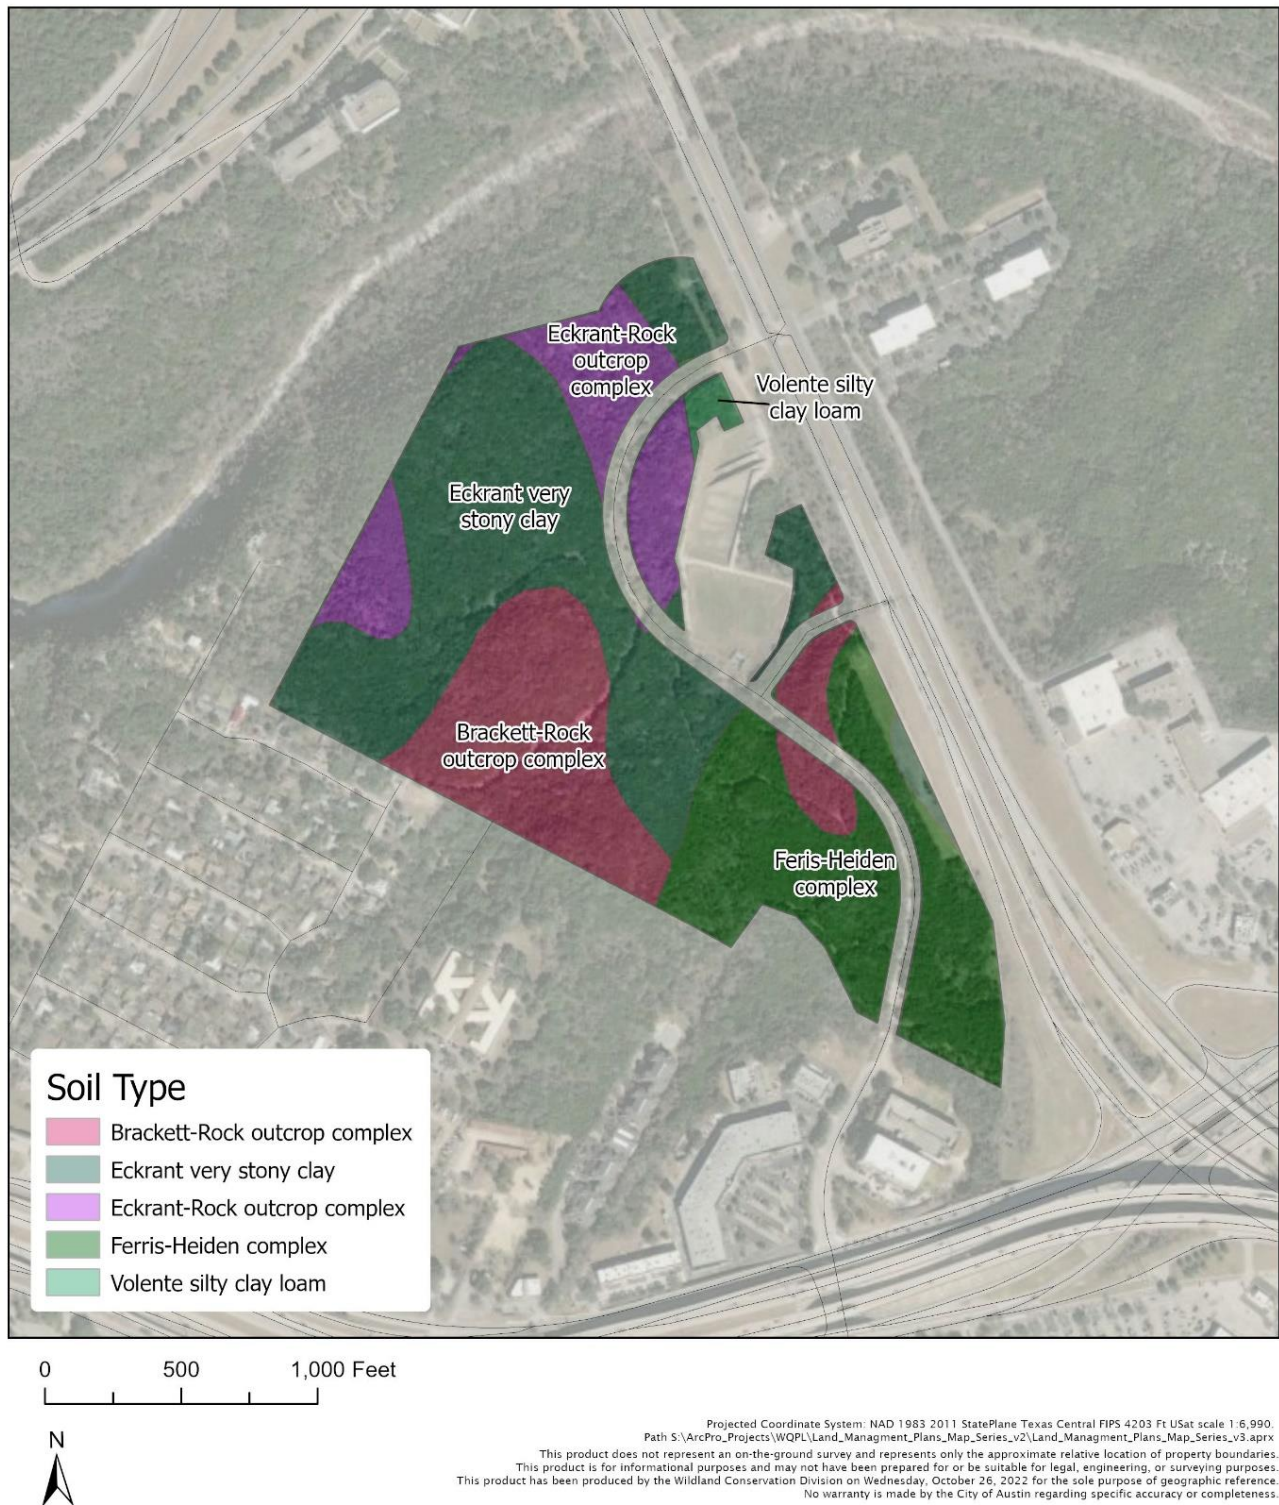 Eckrant-Rock
outcrop
complex
Volente silty
clay loam
Eckrant very
stony clay
Brackett-Rock
outcrop complex
Feris-Heiden
complex
Soil Type
Brackett-Rock outcrop complex
Eckrant very stony clay
Eckrant-Rock outcrop complex
Ferris-Heiden complex
Volente silty clay loam
0 500 1,000 Feet
N
Projected Coordinate System: NAD 1983 2011 StatePlane Texas Central FIPS 4203 Ft USat scale 1:6,990.
Path S:\ArcPro_Projects\WQPL\Land_Managment_Plans_Map_Series_v2\Land_Managment_Plans_Map_Series_v3.aprx
This product does not represent an on-the-ground survey and represents only the approximate relative location of property boundaries.
This product is for informational purposes and may not have been prepared for or be suitable for legal, engineering, or surveying purposes.
This product has been produced by the Wildland Conservation Division on Wednesday, October 26, 2022 for the sole purpose of geographic reference.
No warranty is made by the City of Austin regarding specific accuracy or completeness.